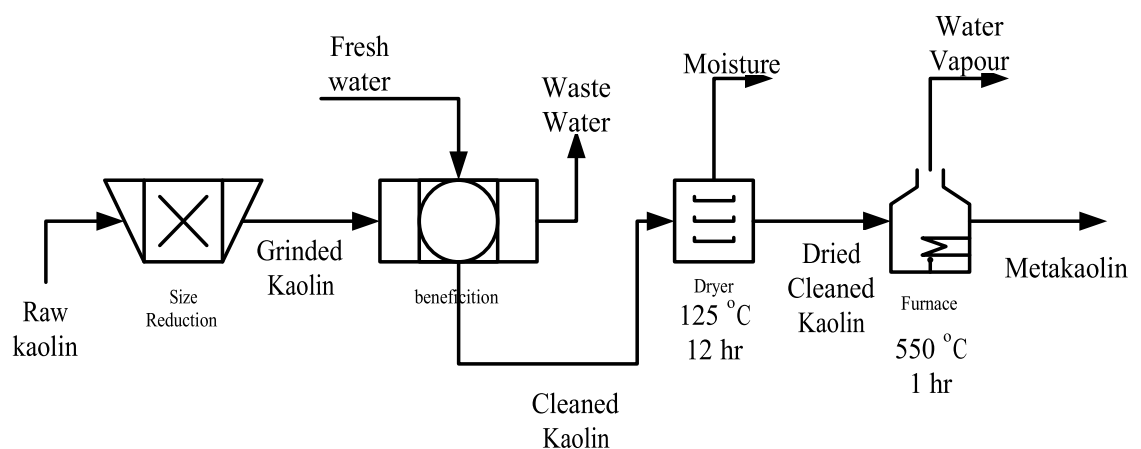 Fresh
water
Waste
Water
Moisture
Water
Vapour
Raw
kaolin
Size
Reduction
Grinded
Kaolin
beneficition
Cleaned
Kaolin
Dryer
125 °C
12 hr
Dried
Cleaned
Kaolin
Furnace
550 °C
1 hr
Metakaolin